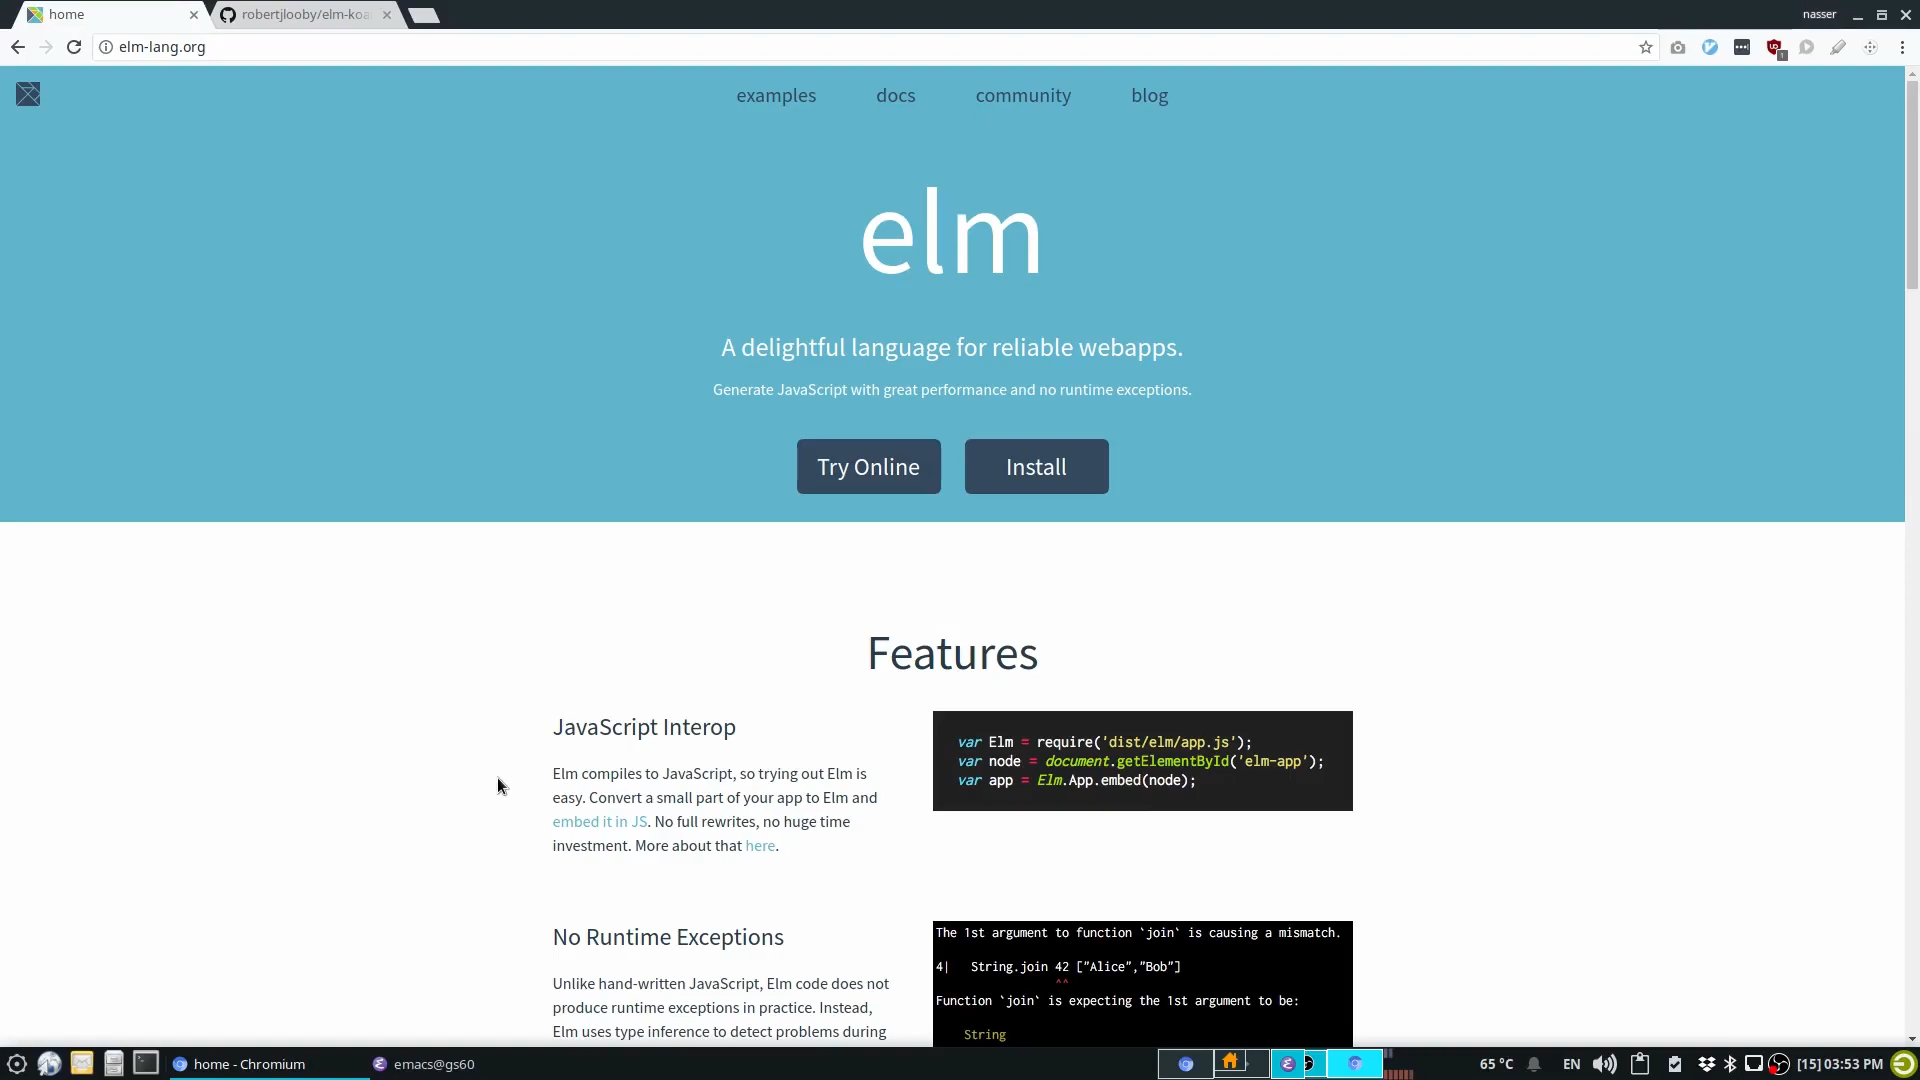 home
robertjlooby/elm-koa
nasser
elm-lang.org
examples docs community blog
elm
A delightful language for reliable webapps.
Generate JavaScript with great performance and no runtime exceptions.
Try Online Install
Features
JavaScript Interop
Elm compiles to JavaScript, so trying out Elm is
easy. Convert a small part of your app to Elm and
embed it in JS. No full rewrites, no huge time
investment. More about that here.
var Elm = require('dist/elm/app.js');
var node = document.getElementById('elm-app');
var app = Elm.App.embed(node);
No Runtime Exceptions
Unlike hand-written JavaScript, Elm code does not
produce runtime exceptions in practice. Instead,
Elm uses type inference to detect problems during
The 1st argument to function `join` is causing a mismatch.
4|   String.join 42 ["Alice","Bob"]
^^
Function `join` is expecting the 1st argument to be:
String
home - Chromium
emacs@gs60
65 °C
EN
[15] 03:53 PM